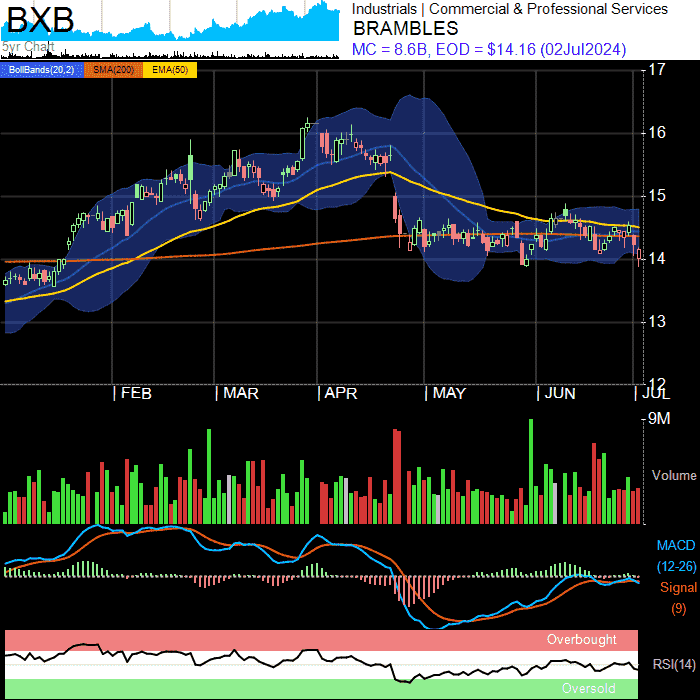 BXB
5yr Chart
Industrials | Commercial & Professional Services
BRAMBLES
MC = 8.6B, EOD = $14.16 (02Jul2024)
BollBands(20,2) SMA(200) EMA(50)
17
16
15
14
13
12
FEB MAR APR MAY JUN JUL
9M
Volume
MACD
(12-26)
Signal
(9)
Overbought
RSI(14)
Oversold